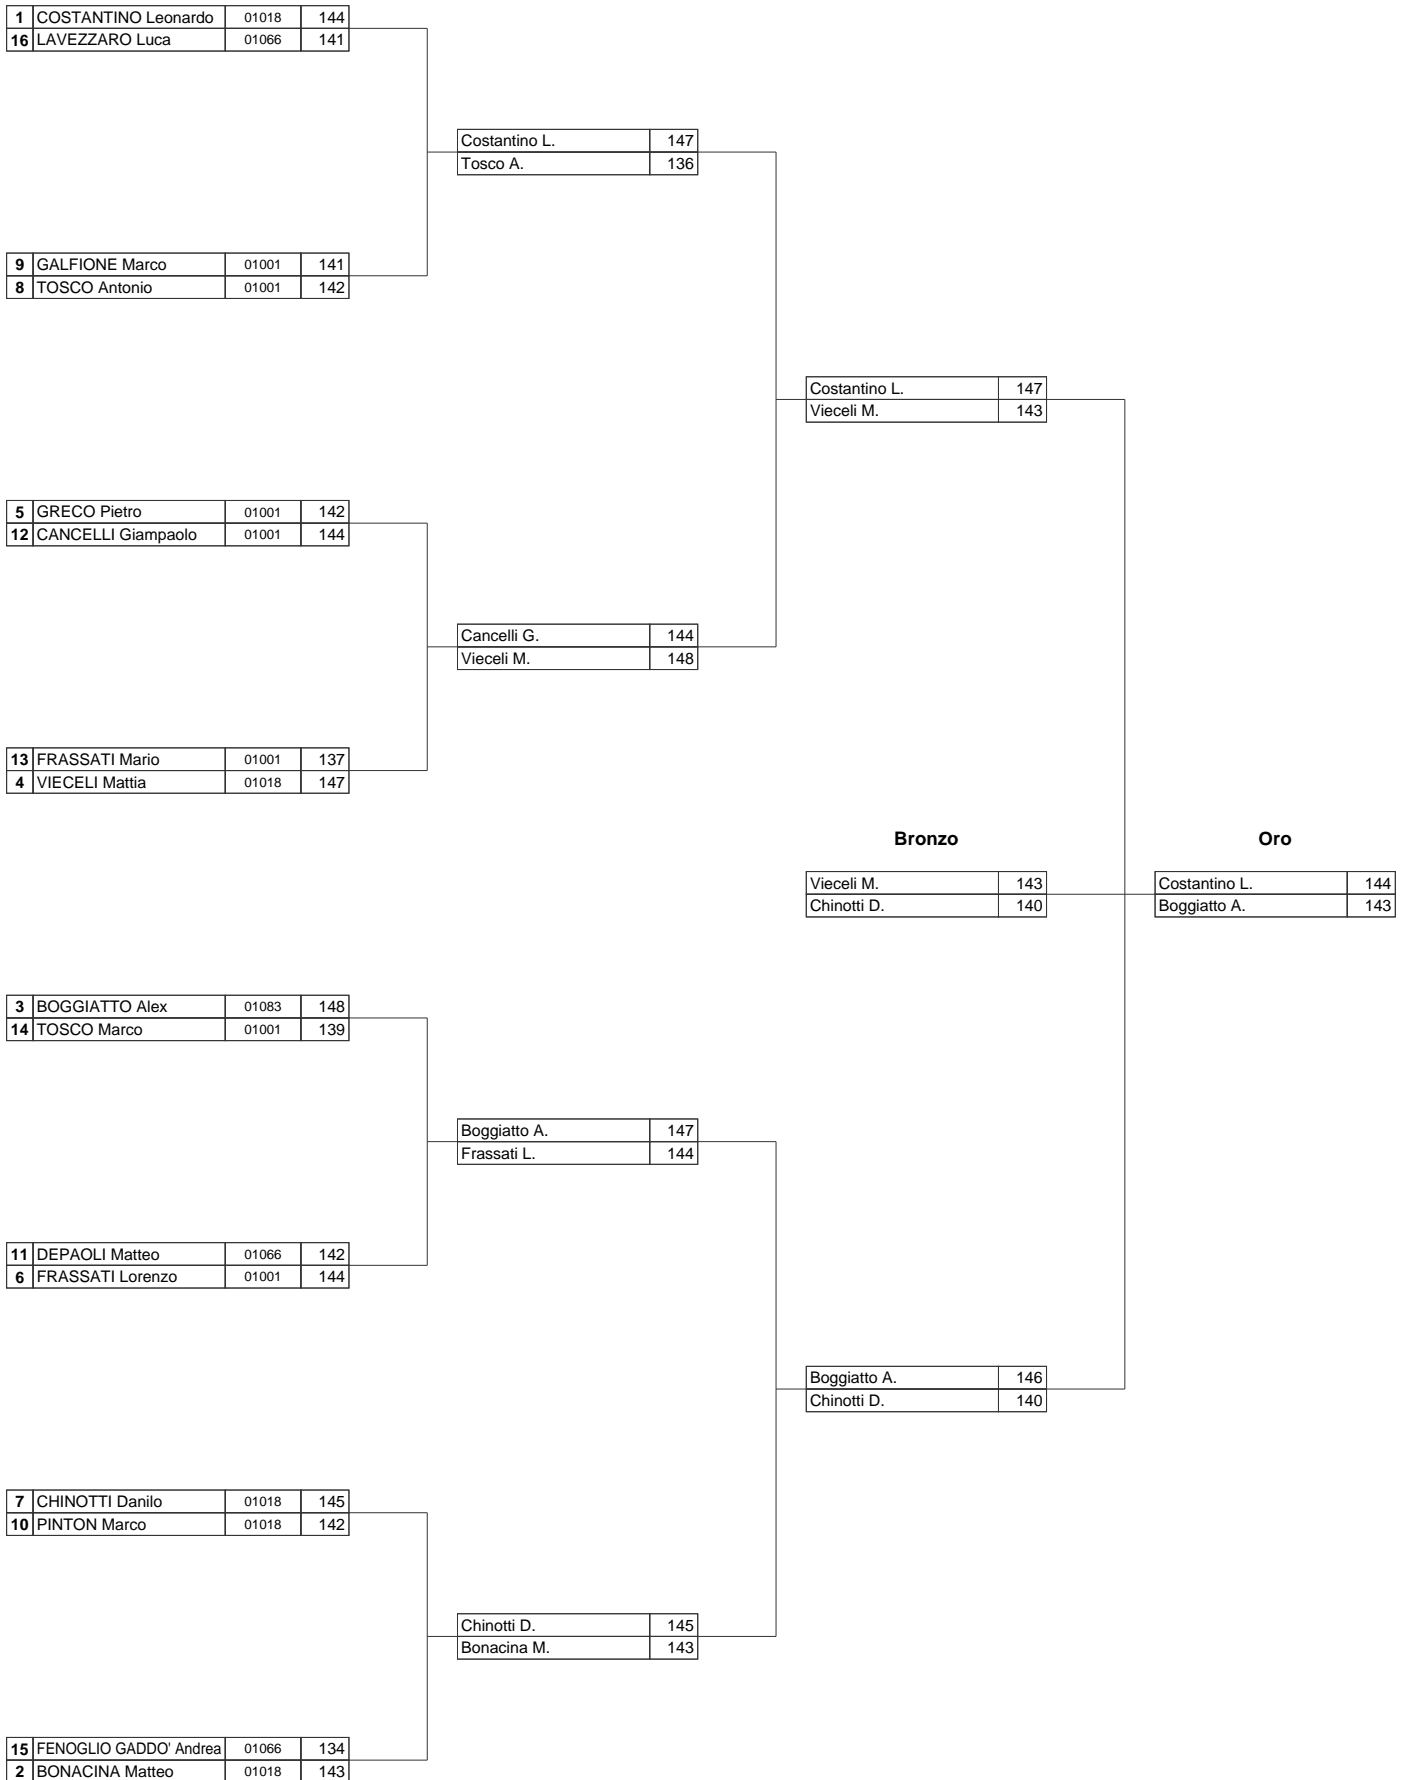 1 COSTANTINO Leonardo 01018 144
16 LAVEZZARO Luca 01066 141
Costantino L. 147
Tosco A. 136
9 GALFIONE Marco 01001 141
8 TOSCO Antonio 01001 142
Costantino L. 147
Vieceli M. 143
5 GRECO Pietro 01001 142
12 CANCELLI Giampaolo 01001 144
Cancelli G. 144
Vieceli M. 148
13 FRASSATI Mario 01001 137
4 VIECELI Mattia 01018 147
Bronzo Oro
Vieceli M. 143 Costantino L. 144
Chinotti D. 140 Boggiatto A. 143
3 BOGGIATTO Alex 01083 148
14 TOSCO Marco 01001 139
Boggiatto A. 147
Frassati L. 144
11 DEPAOLI Matteo 01066 142
6 FRASSATI Lorenzo 01001 144
Boggiatto A. 146
Chinotti D. 140
7 CHINOTTI Danilo 01018 145
10 PINTON Marco 01018 142
Chinotti D. 145
Bonacina M. 143
15 FENOGLIO GADDO' Andrea 01066 134
2 BONACINA Matteo 01018 143